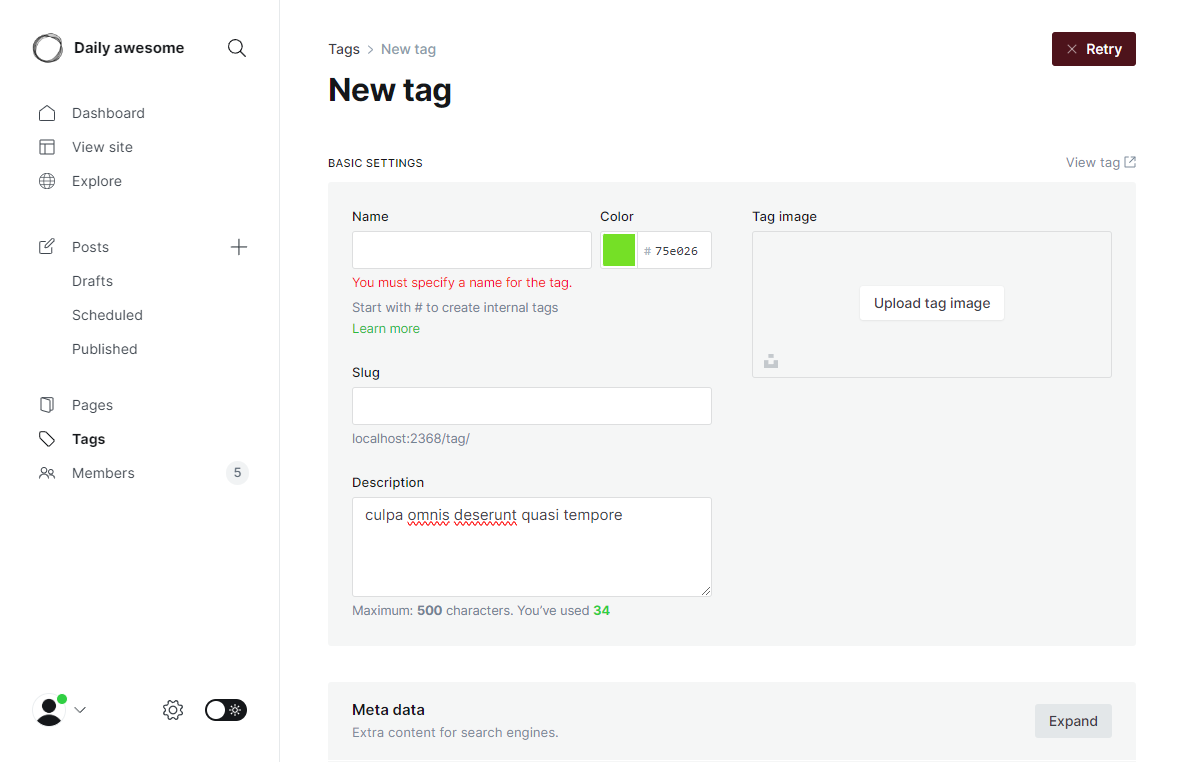 Daily awesome
Dashboard
View site
Explore
Posts
Drafts
Scheduled
Published
Pages
Tags
Members 5
Tags > New tag
Retry
New tag
BASIC SETTINGS
View tag
Name
Color
# 75e026
You must specify a name for the tag.
Start with # to create internal tags
Learn more
Slug
localhost:2368/tag/
Description
culpa omnis deserunt quasi tempore
Maximum: 500 characters. You’ve used 34
Tag image
Upload tag image
Meta data
Extra content for search engines.
Expand